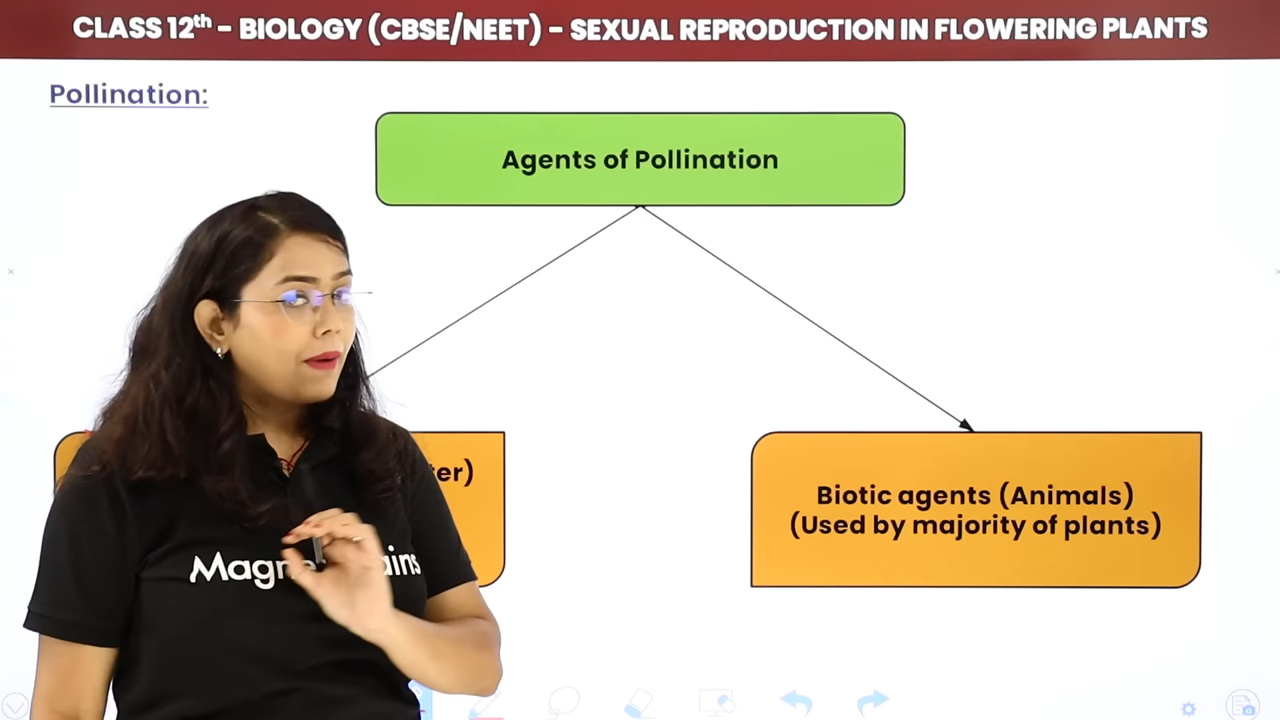 CLASS 12th - BIOLOGY (CBSE/NEET) - SEXUAL REPRODUCTION IN FLOWERING PLANTS
Pollination:
Agents of Pollination
Biotic agents (Animals)
(Used by majority of plants)